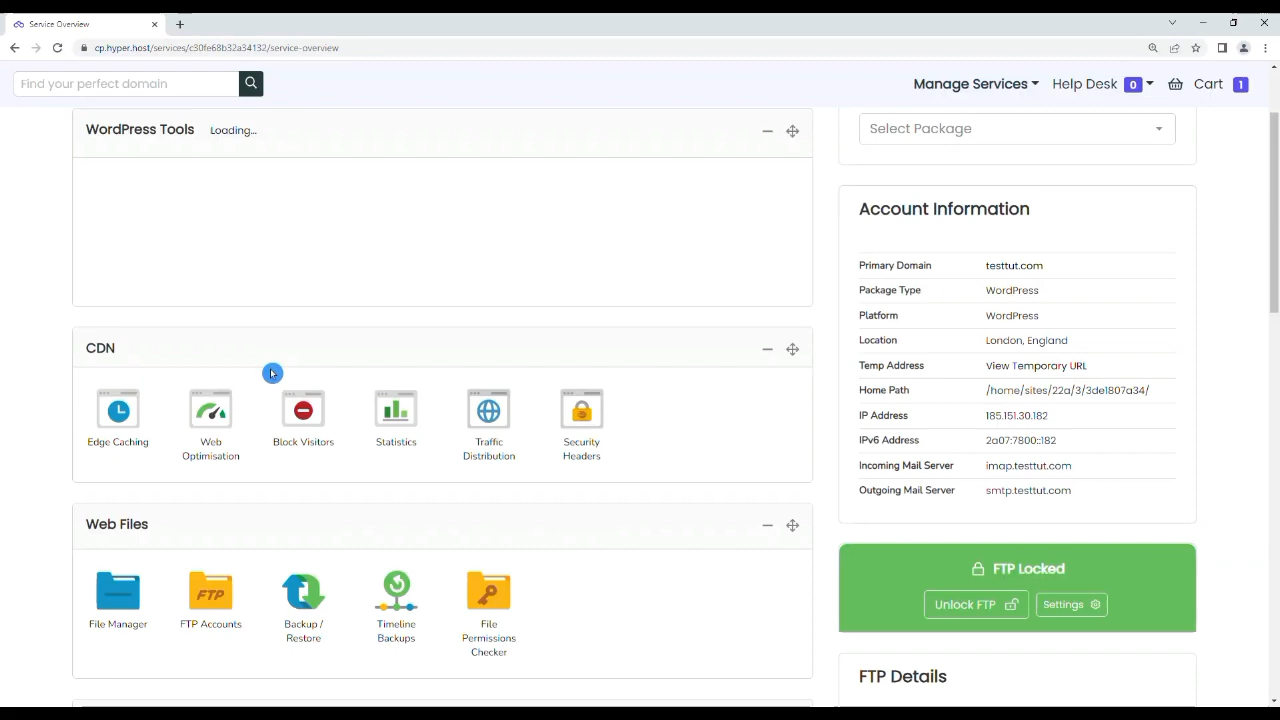 Service Overview
cp.hyper.host/services/c30fe68b32a34132/service-overview
Find your perfect domain
Manage Services
Help Desk 0
Cart 1
WordPress Tools Loading...
CDN
Edge Caching
Web
Optimisation
Block Visitors
Statistics
Traffic
Distribution
Security
Headers
Web Files
File Manager
FTP
FTP Accounts
Backup /
Restore
Timeline
Backups
File
Permissions
Checker
Select Package
Account Information
Primary Domain testtut.com
Package Type WordPress
Platform WordPress
Location London, England
Temp Address View Temporary URL
Home Path /home/sites/22a/3/3de1807a34/
IP Address 185.151.30.182
IPv6 Address 2a07:7800::182
Incoming Mail Server imap.testtut.com
Outgoing Mail Server smtp.testtut.com
FTP Locked
Unlock FTP
Settings
FTP Details